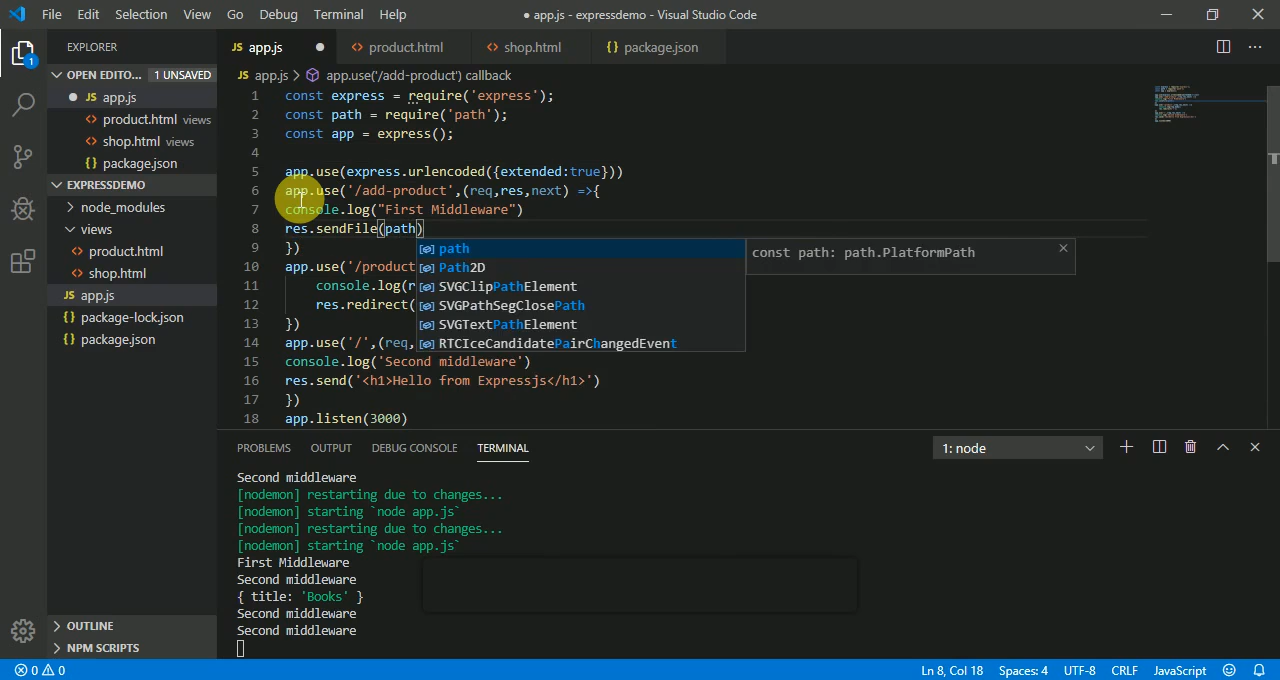 File Edit Selection View Go Debug Terminal Help
● app.js - expressdemo - Visual Studio Code
EXPLORER
OPEN EDITO... 1 UNSAVED
JS app.js
<> product.html views
<> shop.html views
{} package.json
EXPRESSDEMO
node_modules
views
<> product.html
<> shop.html
JS app.js
{} package-lock.json
{} package.json
OUTLINE
NPM SCRIPTS
1
JS app.js ● <> product.html <> shop.html {} package.json
JS app.js > app.use('/add-product') callback
1 const express = require('express');
2 const path = require('path');
3 const app = express();
4
5 app.use(express.urlencoded({extended:true}))
6 app.use('/add-product',(req,res,next) =>{
7 console.log("First Middleware")
8 res.sendFile(path)
9 })
10 app.use('/product
11 console.log(r
12 res.redirect(
13 })
14 app.use('/',(req,
15 console.log('Second middleware')
16 res.send('<h1>Hello from Expressjs</h1>')
17 })
18 app.listen(3000)
path
Path2D
SVGClipPathElement
SVGPathSegClosePath
SVGTextPathElement
RTCIceCandidatePairChangedEvent
const path: path.PlatformPath
PROBLEMS OUTPUT DEBUG CONSOLE TERMINAL
1: node
Second middleware
[nodemon] restarting due to changes...
[nodemon] starting `node app.js`
[nodemon] restarting due to changes...
[nodemon] starting `node app.js`
First Middleware
Second middleware
{ title: 'Books' }
Second middleware
Second middleware
0 0
Ln 8, Col 18 Spaces: 4 UTF-8 CRLF JavaScript